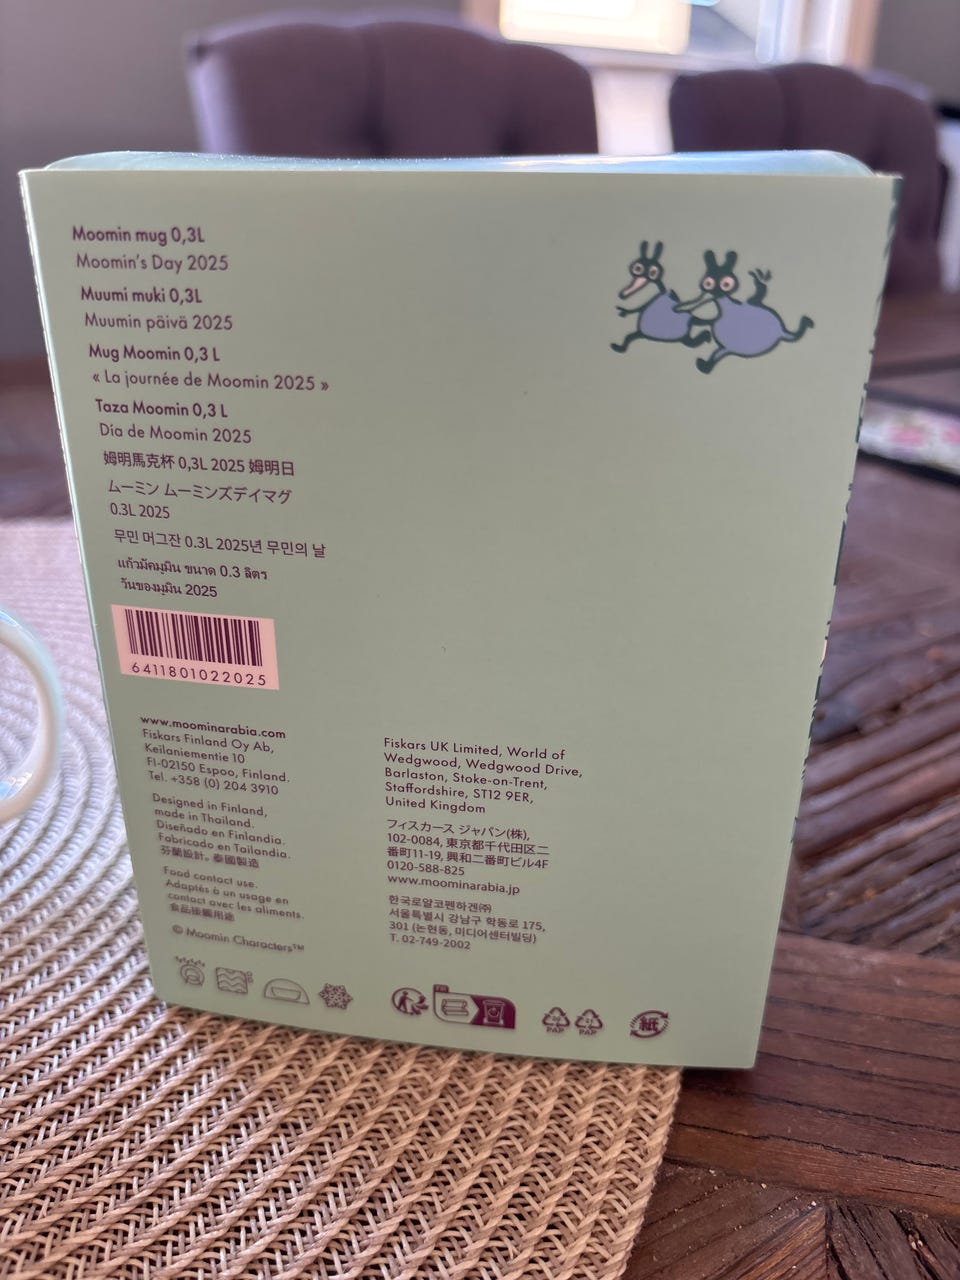 Moomin mug 0,3L
Moomin's Day 2025
Muumi muki 0,3L
Muumin päivä 2025
Mug Moomin 0,3 L
« La journée de Moomin 2025 »
Taza Moomin 0,3 L
Día de Moomin 2025
姆明馬克杯 0,3L 2025 姆明日
ムーミン ムーミンズデイマグ
0.3L 2025
무민 머그잔 0.3L 2025년 무민의 날
แก้วมัคมูมิน ขนาด 0.3 ลิตร
วันของมูมิน 2025
6411801022025
www.moominarabia.com
Fiskars Finland Oy Ab,
Keilaniementie 10
FI-02150 Espoo, Finland.
Tel. +358 (0) 204 3910
Designed in Finland,
made in Thailand.
Diseñado en Finlandia.
Fabricado en Tailandia.
芬蘭設計。泰國製造
Food contact use.
Adaptés à un usage en
contact avec les aliments.
食品接觸用途
© Moomin Characters™
Fiskars UK Limited, World of
Wedgwood, Wedgwood Drive,
Barlaston, Stoke-on-Trent,
Staffordshire, ST12 9ER,
United Kingdom
フィスカース ジャパン(株),
102-0084, 東京都千代田区二
番町11-19, 興和二番町ビル4F
0120-588-825
www.moominarabia.jp
한국로얄코펜하겐㈜
서울특별시 강남구 학동로 175,
301 (논현동, 미디어센터빌딩)
T. 02-749-2002
FR
PAP
PAP
紙